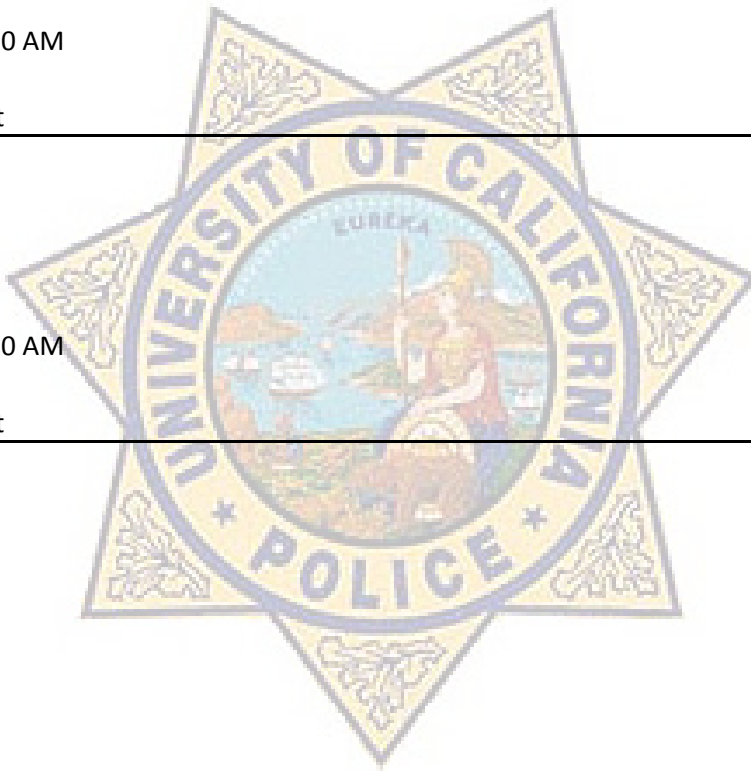 0 AM
t
UNIVERSITY OF CALIFORNIA
EUREKA
0 AM
t
* POLICE *